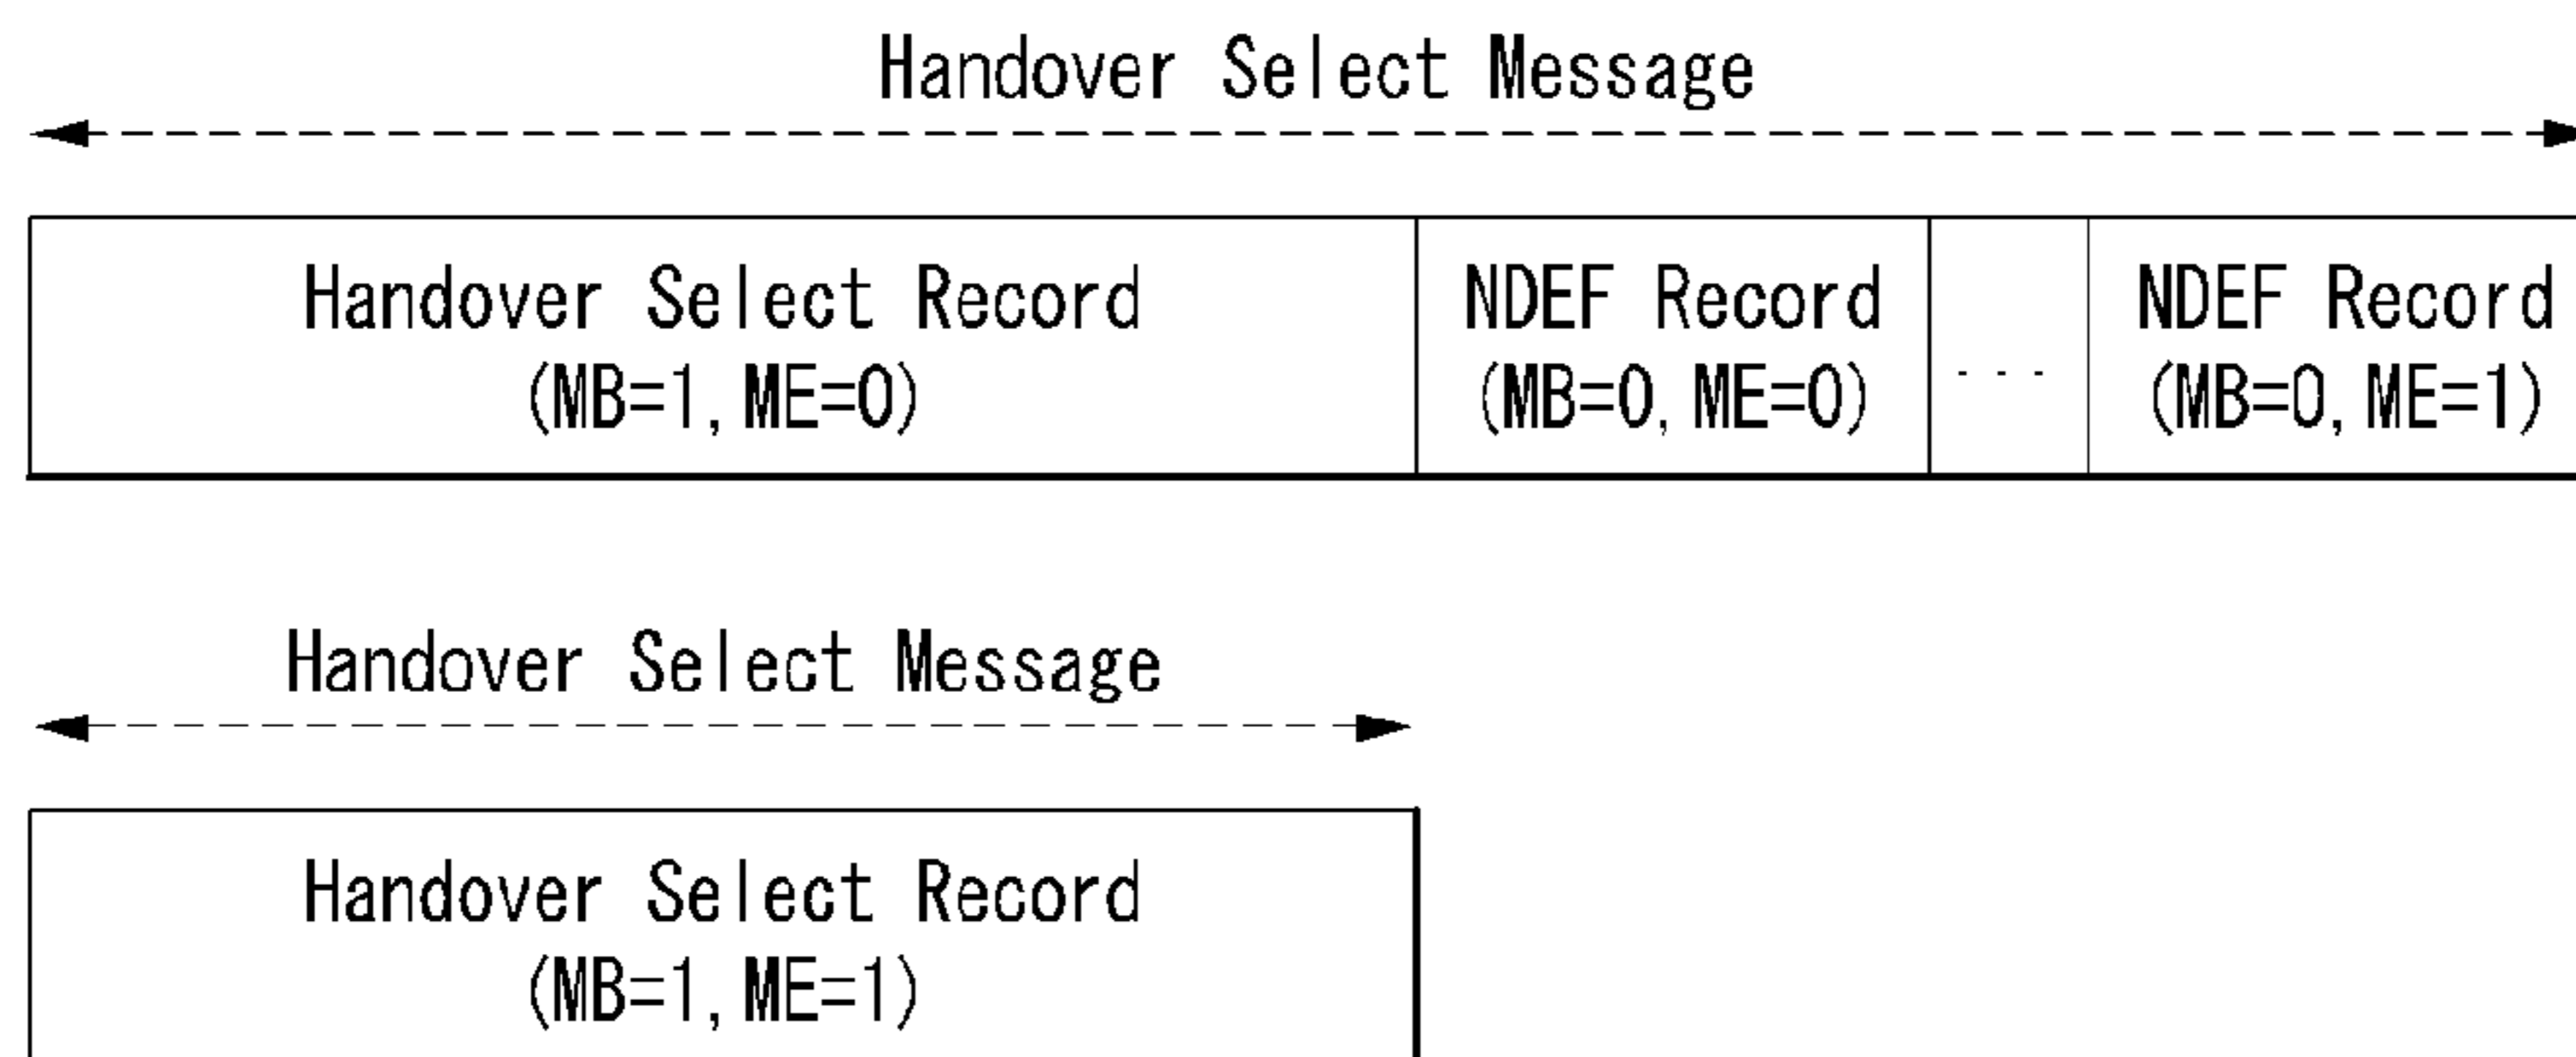 Handover Select Message
Handover Select Record NDEF Record NDEF Record
(MB=1, ME=0) (MB=0, ME=0) ... (MB=0, ME=1)
Handover Select Message
Handover Select Record
(MB=1, ME=1)